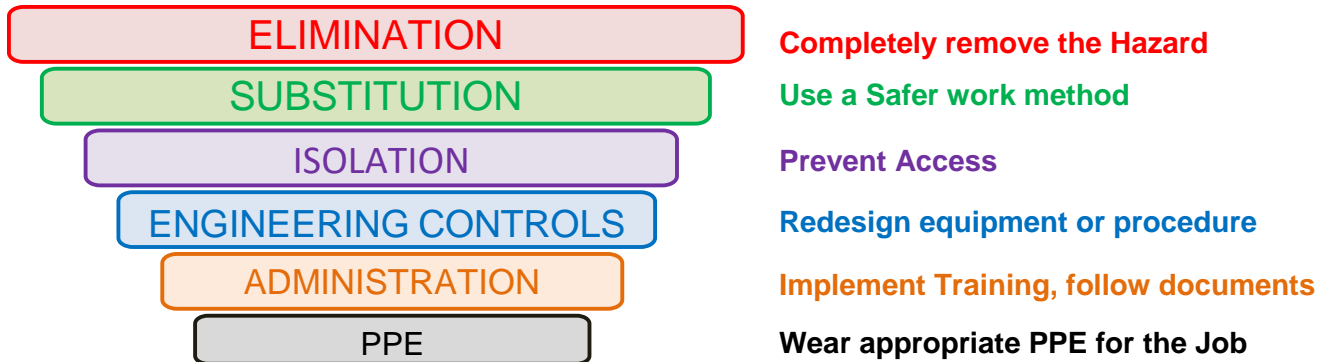 ELIMINATION Completely remove the Hazard
SUBSTITUTION Use a Safer work method
ISOLATION Prevent Access
ENGINEERING CONTROLS Redesign equipment or procedure
ADMINISTRATION Implement Training, follow documents
PPE Wear appropriate PPE for the Job